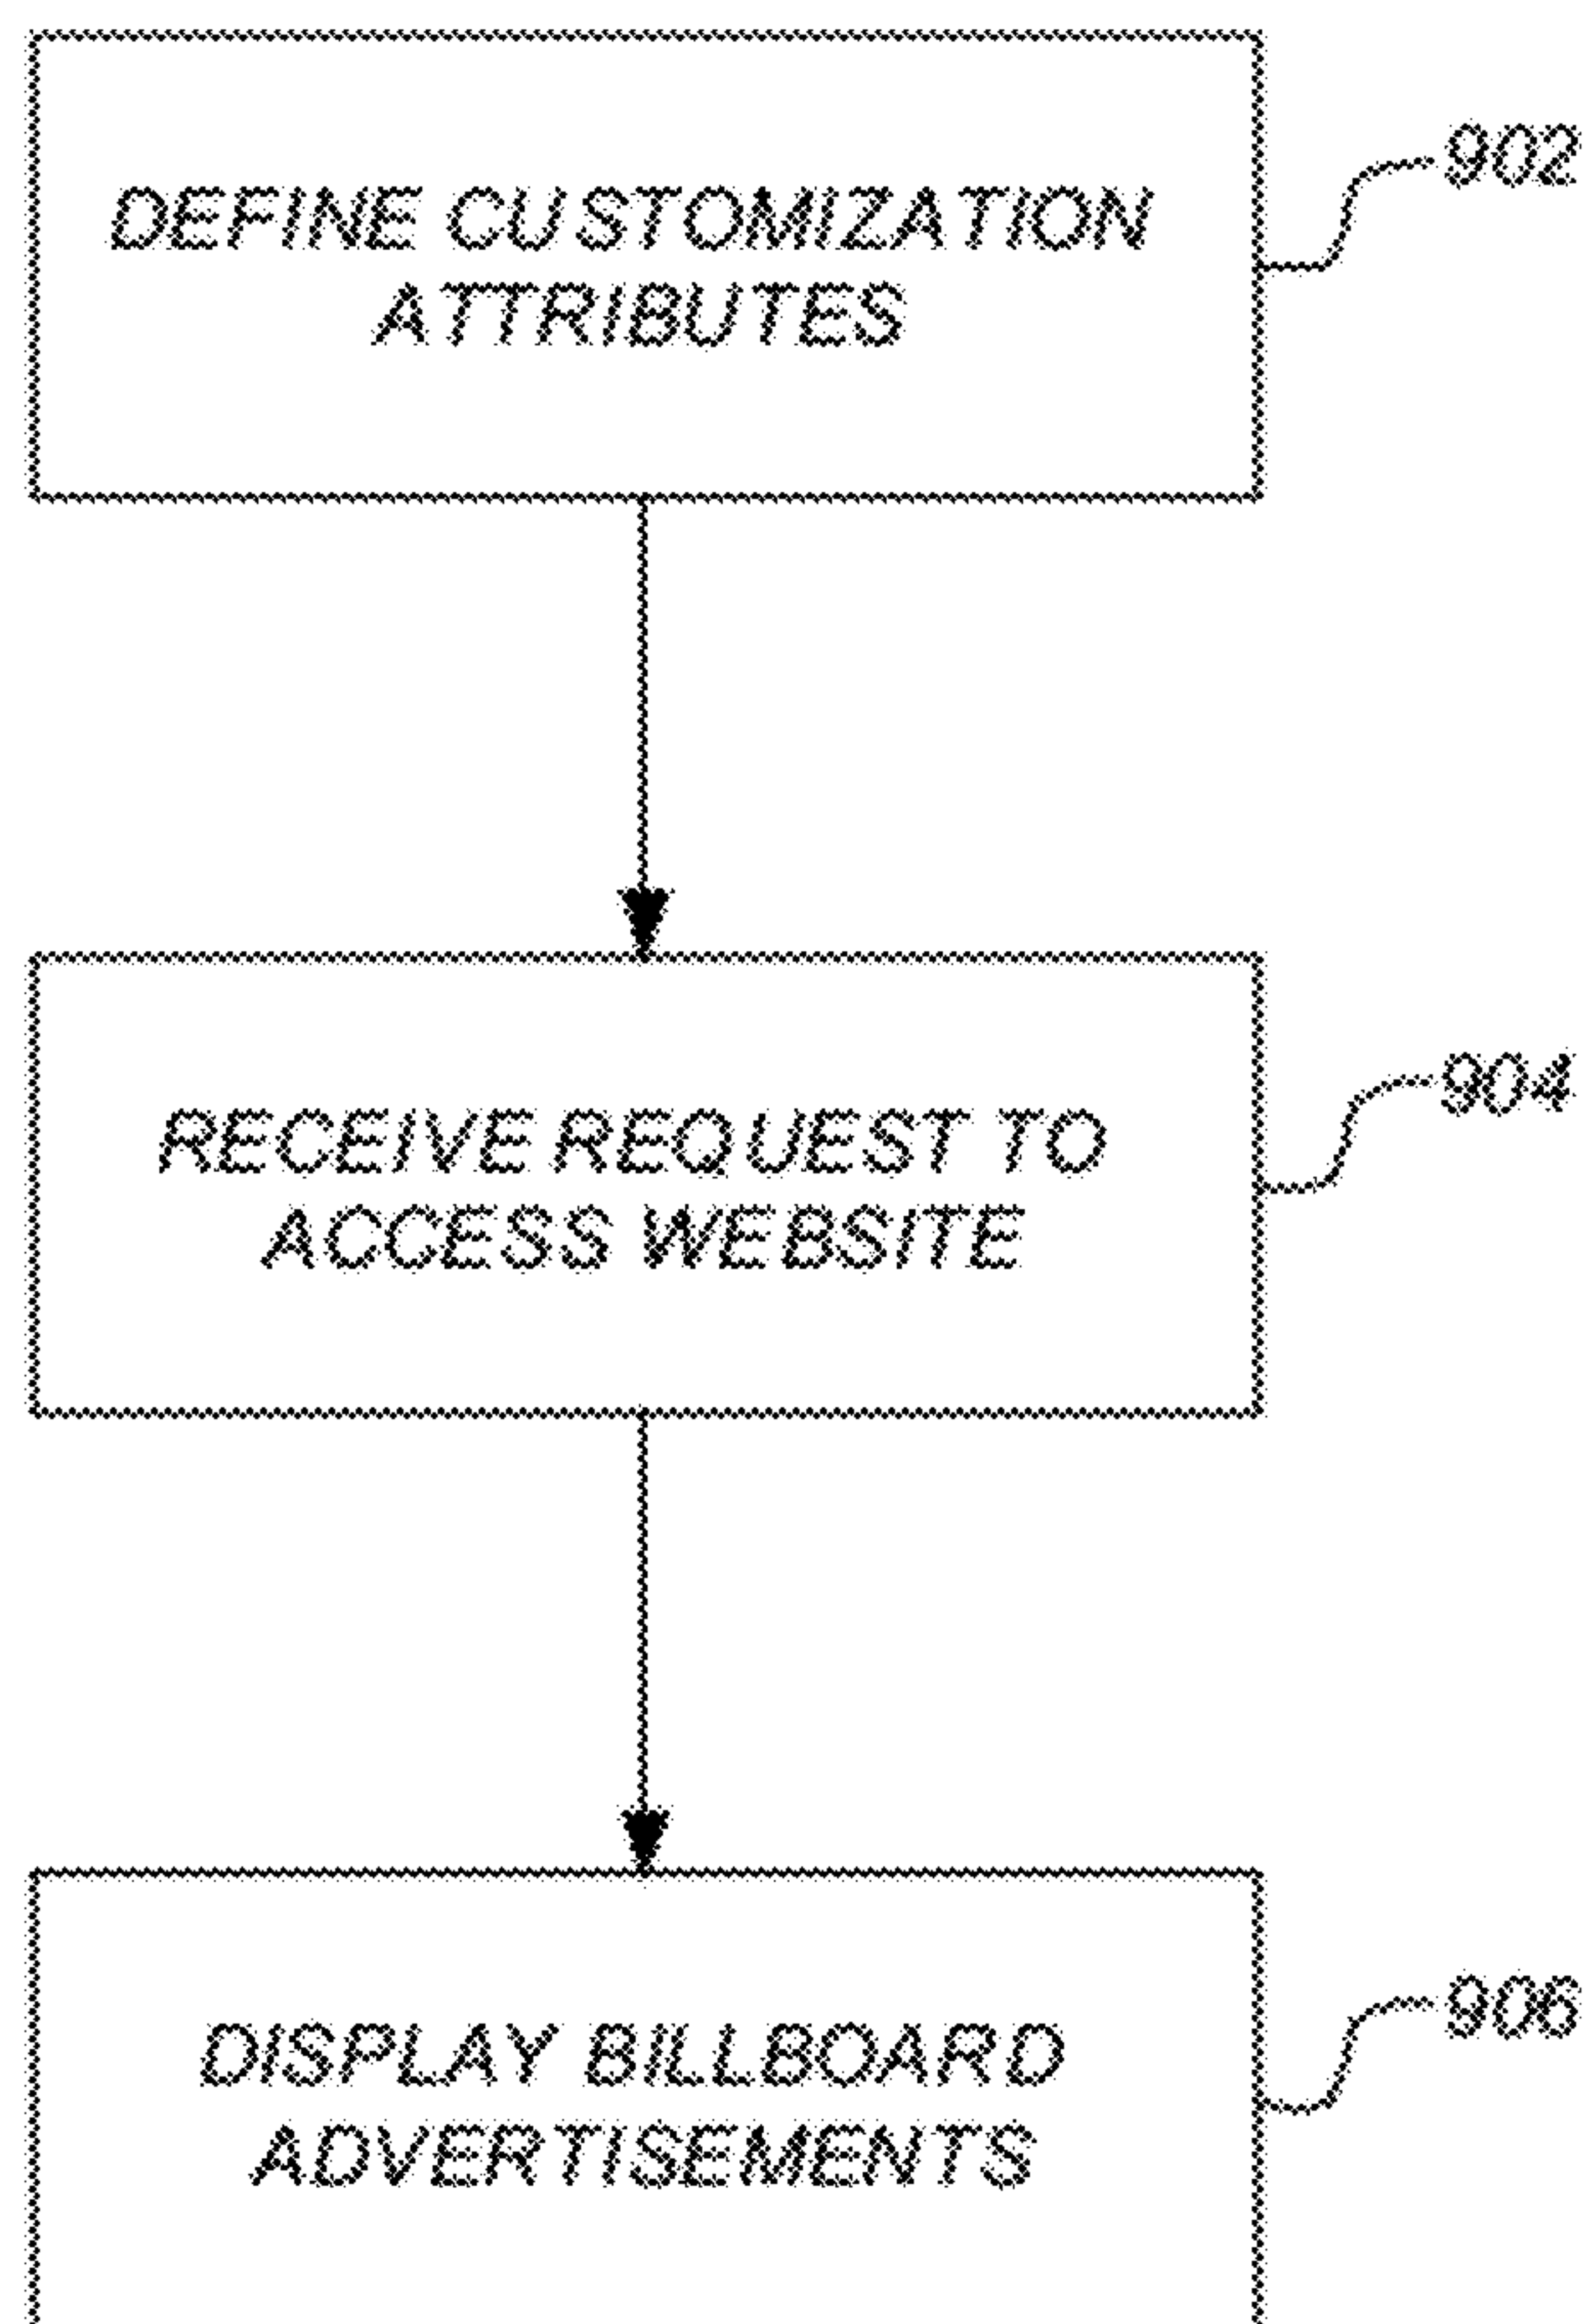 902
DEFINE CUSTOMIZATION
ATTRIBUTES
904
RECEIVE REQUEST TO
ACCESS WEBSITE
906
DISPLAY BILLBOARD
ADVERTISEMENTS